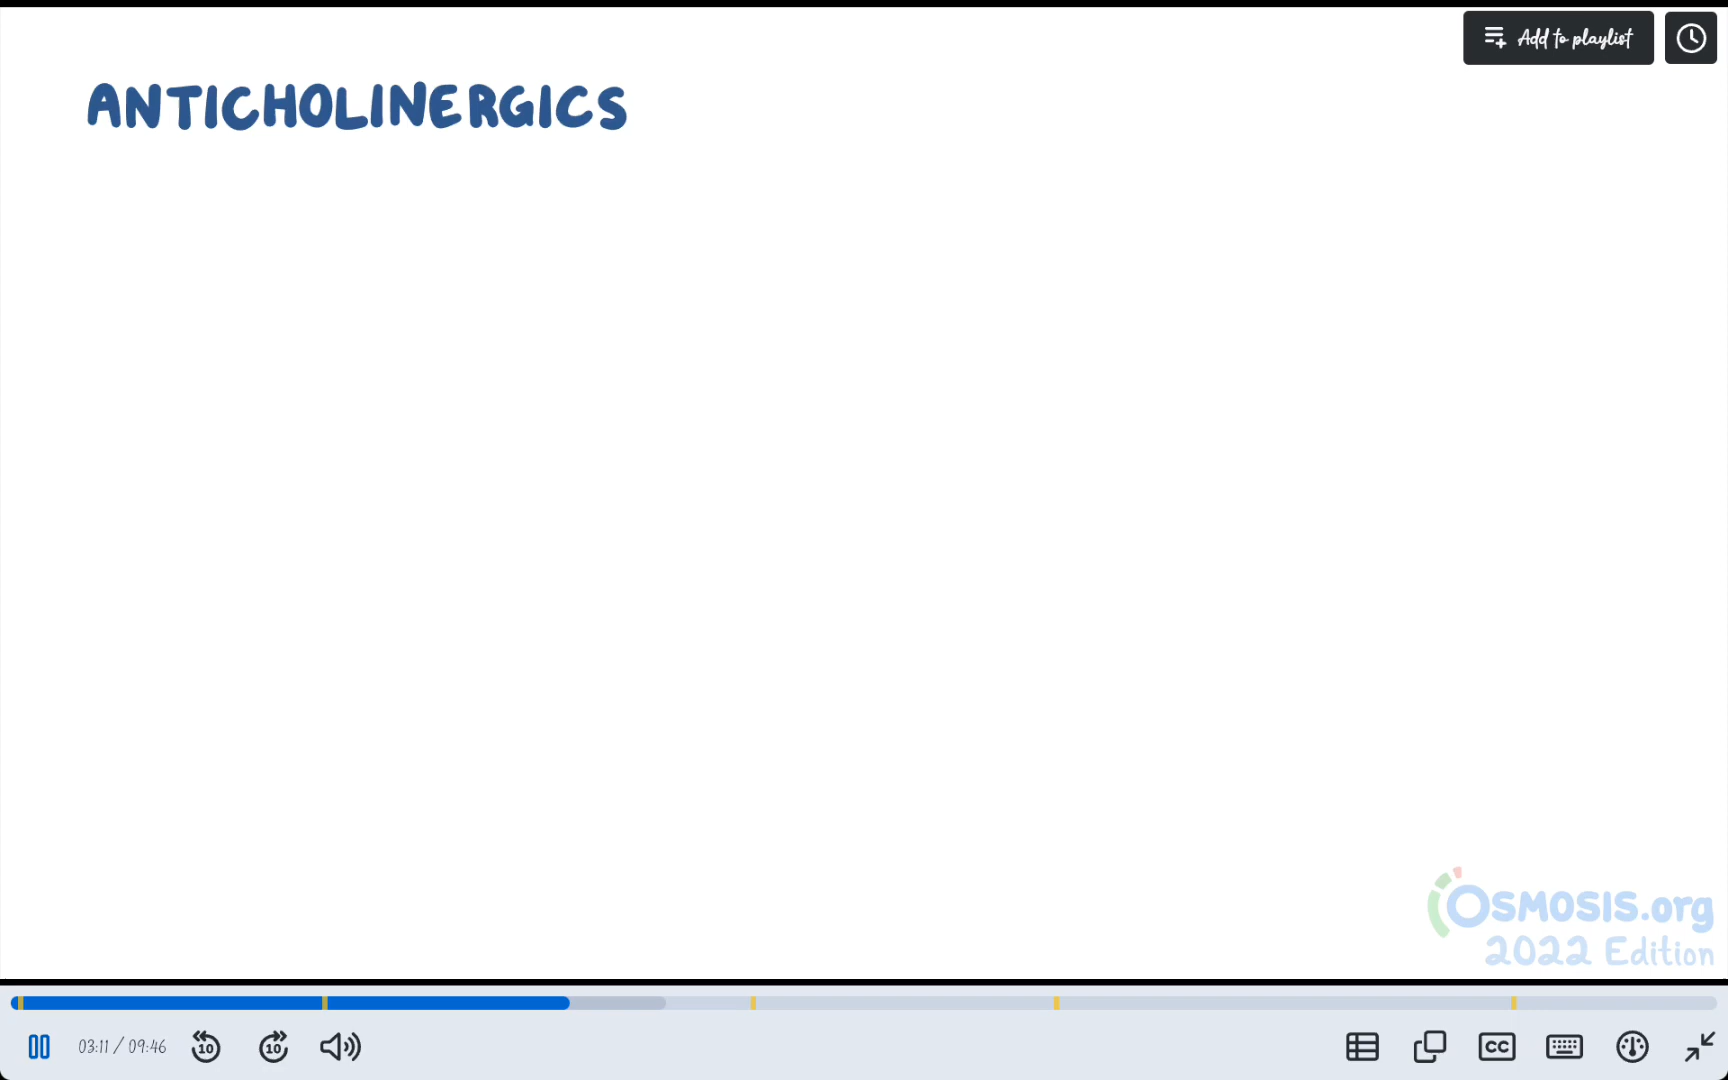 Add to playlist
ANTICHOLINERGICS
OSMOSIS.org
2022 Edition
03:11 / 09:46
10
10
CC